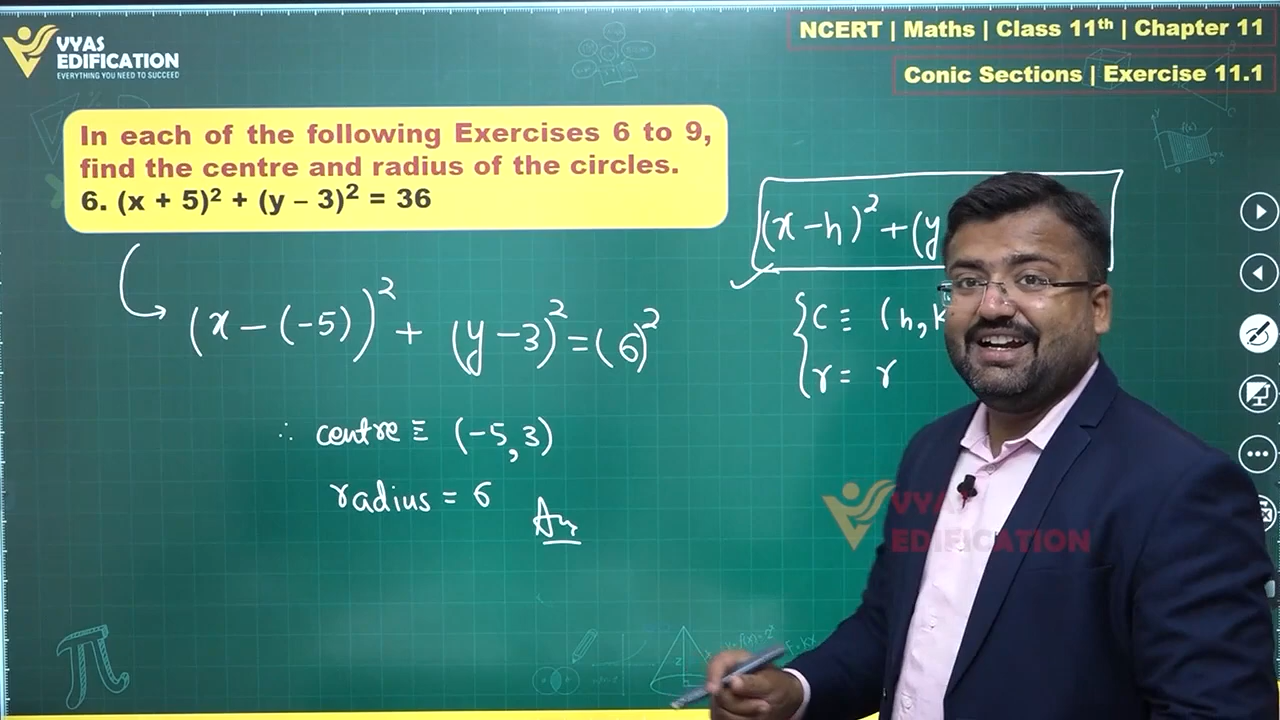 VYAS
EDIFICATION
EVERYTHING YOU NEED TO SUCCEED
NCERT | Maths | Class 11th | Chapter 11
Conic Sections | Exercise 11.1
In each of the following Exercises 6 to 9,
find the centre and radius of the circles.
6. (x + 5)² + (y – 3)² = 36
(x-h)² + (y
C ≡ (h, k
r = r
(x - (-5))² + (y - 3)² = (6)²
∴ centre ≡ (-5, 3)
radius = 6
Ans
VYAS
EDIFICATION
π